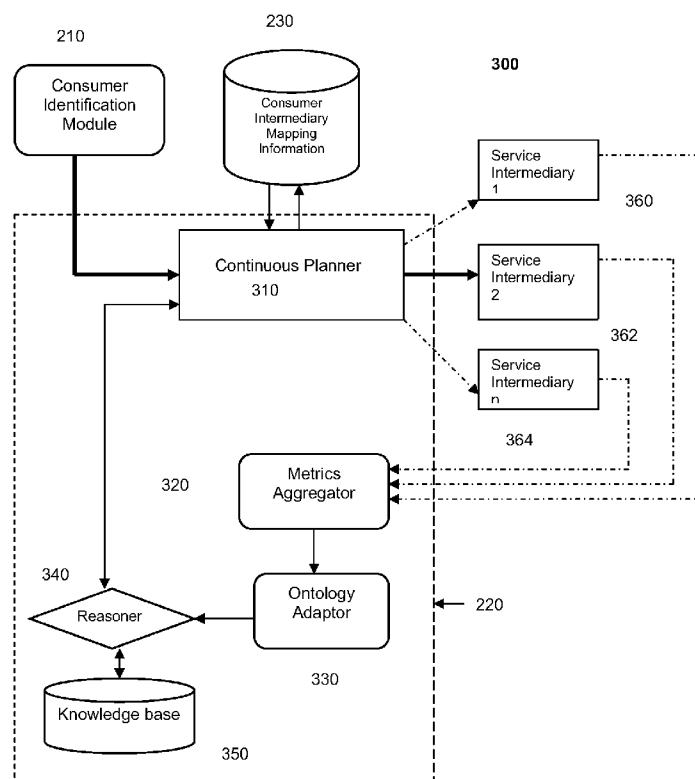 210
230
300
Consumer
Identification
Module
Consumer
Intermediary
Mapping
Information
Service
Intermediary
1
360
Continuous Planner
310
Service
Intermediary
2
362
Service
Intermediary
n
364
320
Metrics
Aggregator
340
Reasoner
Ontology
Adaptor
220
330
Knowledge base
350